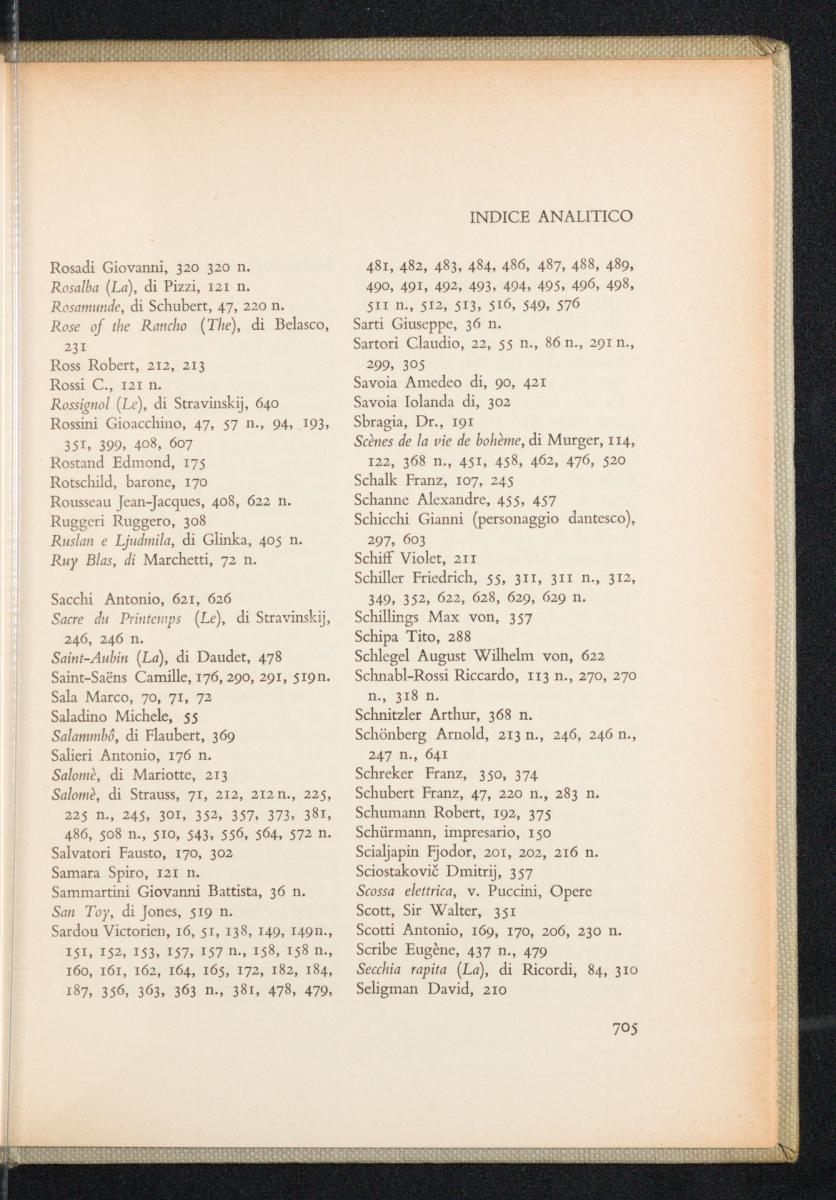 INDICE ANALITICO
Rosadi Giovanni, 320 320 n.
Rosalba (La), di Pizzi, 121 n.
Rosamunde, di Schubert, 47, 220 n.
Rose of the Rancho (The), di Belasco,
231
Ross Robert, 212, 213
Rossi C., 121 n.
Rossignol (Le), di Stravinskij, 640
Rossini Gioacchino, 47, 57 n., 94, 193,
351, 399, 408, 607
Rostand Edmond, 175
Rotschild, barone, 170
Rousseau Jean-Jacques, 408, 622 n.
Ruggeri Ruggero, 308
Ruslan e Ljudmila, di Glinka, 405 n.
Ruy Blas, di Marchetti, 72 n.
Sacchi Antonio, 621, 626
Sacre du Printemps (Le), di Stravinskij,
246, 246 n.
Saint-Aubin (La), di Daudet, 478
Saint-Saëns Camille, 176, 290, 291, 519 n.
Sala Marco, 70, 71, 72
Saladino Michele, 55
Salammbô, di Flaubert, 369
Salieri Antonio, 176 n.
Salomè, di Mariotte, 213
Salomè, di Strauss, 71, 212, 212 n., 225,
225 n., 245, 301, 352, 357, 373, 381,
486, 508 n., 510, 543, 556, 564, 572 n.
Salvatori Fausto, 170, 302
Samara Spiro, 121 n.
Sammartini Giovanni Battista, 36 n.
San Toy, di Jones, 519 n.
Sardou Victorien, 16, 51, 138, 149, 149 n.,
151, 152, 153, 157, 157 n., 158, 158 n.,
160, 161, 162, 164, 165, 172, 182, 184,
187, 356, 363, 363 n., 381, 478, 479,
481, 482, 483, 484, 486, 487, 488, 489,
490, 491, 492, 493, 494, 495, 496, 498,
511 n., 512, 513, 516, 549, 576
Sarti Giuseppe, 36 n.
Sartori Claudio, 22, 55 n., 86 n., 291 n.,
299, 305
Savoia Amedeo di, 90, 421
Savoia Iolanda di, 302
Sbragia, Dr., 191
Scènes de la vie de bohème, di Murger, 114,
122, 368 n., 451, 458, 462, 476, 520
Schalk Franz, 107, 245
Schanne Alexandre, 455, 457
Schicchi Gianni (personaggio dantesco),
297, 603
Schiff Violet, 211
Schiller Friedrich, 55, 311, 311 n., 312,
349, 352, 622, 628, 629, 629 n.
Schillings Max von, 357
Schipa Tito, 288
Schlegel August Wilhelm von, 622
Schnabl-Rossi Riccardo, 113 n., 270, 270
n., 318 n.
Schnitzler Arthur, 368 n.
Schönberg Arnold, 213 n., 246, 246 n.,
247 n., 641
Schreker Franz, 350, 374
Schubert Franz, 47, 220 n., 283 n.
Schumann Robert, 192, 375
Schürmann, impresario, 150
Scialjapin Fjodor, 201, 202, 216 n.
Sciostakovič Dmitrij, 357
Scossa elettrica, v. Puccini, Opere
Scott, Sir Walter, 351
Scotti Antonio, 169, 170, 206, 230 n.
Scribe Eugène, 437 n., 479
Secchia rapita (La), di Ricordi, 84, 310
Seligman David, 210
705